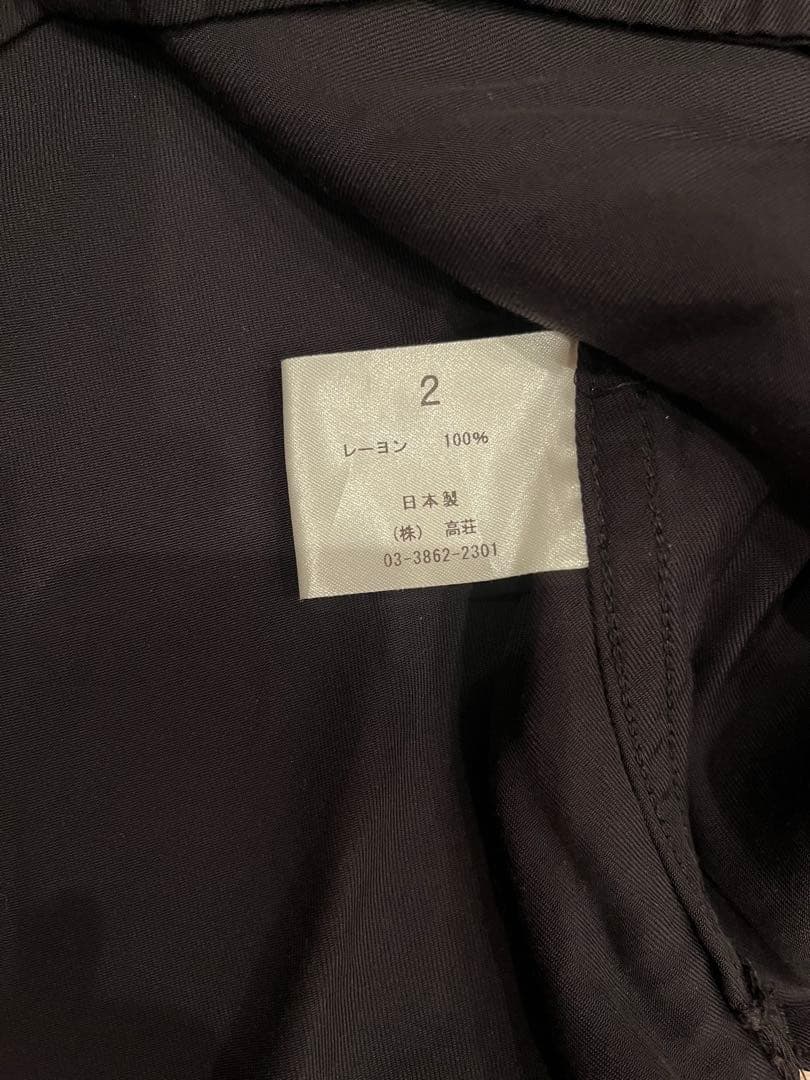 2
レーヨン 100%
日本製
(株) 高荘
03-3862-2301